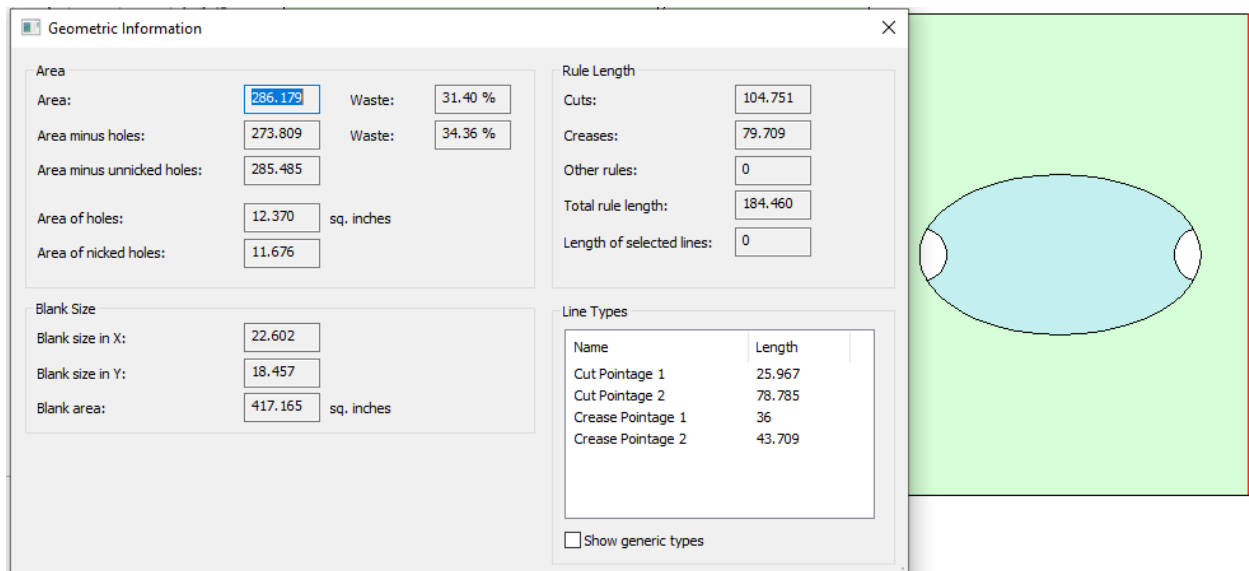 Geometric Information
Area
Area: 286.179 Waste: 31.40 %
Area minus holes: 273.809 Waste: 34.36 %
Area minus unnicked holes: 285.485
Area of holes: 12.370 sq. inches
Area of nicked holes: 11.676
Blank Size
Blank size in X: 22.602
Blank size in Y: 18.457
Blank area: 417.165 sq. inches
Rule Length
Cuts: 104.751
Creases: 79.709
Other rules: 0
Total rule length: 184.460
Length of selected lines: 0
Line Types
Name Length
Cut Pointage 1 25.967
Cut Pointage 2 78.785
Crease Pointage 1 36
Crease Pointage 2 43.709
Show generic types